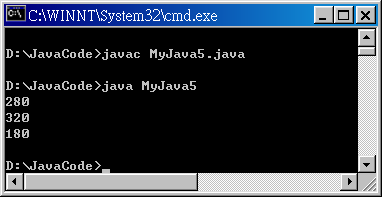 C:\WINNT\System32\cmd.exe
D:\JavaCode>javac MyJava5.java
D:\JavaCode>java MyJava5
280
320
180
D:\JavaCode>_